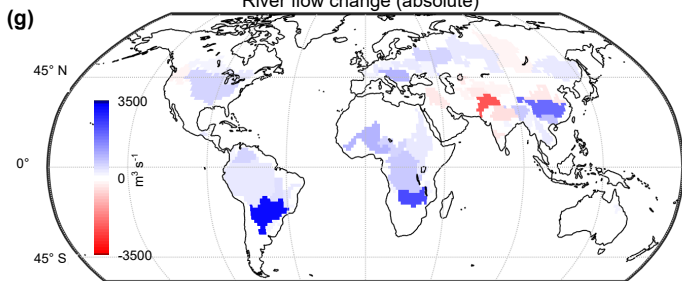 River flow change (absolute)
(g)
45° N
3500
0°
0
m³ s⁻¹
-3500
45° S